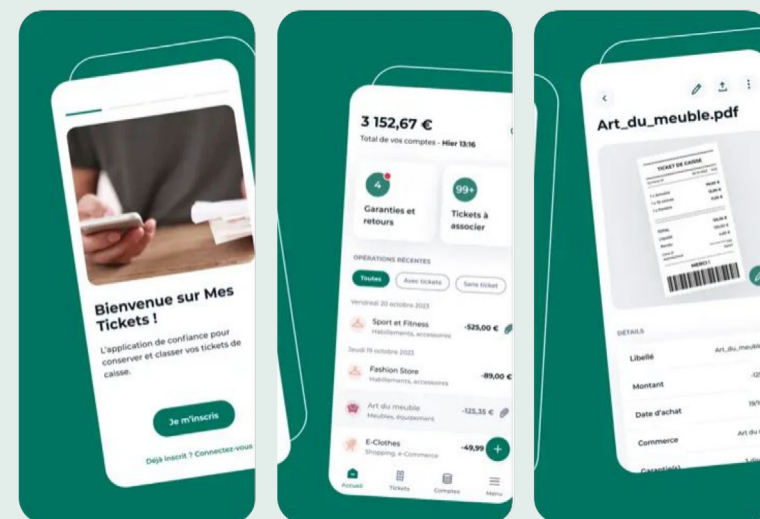 Bienvenue sur Mes
Tickets !
L'application de confiance pour
conserver et classer vos tickets de
caisse.
Je m'inscris
Déjà inscrit ? Connectez-vous
3 152,67 €
Total de vos comptes - Hier 13:16
4
99+
Garanties et
retours
Tickets à
associer
OPÉRATIONS RÉCENTES
Toutes
Avec tickets
Sans ticket
Vendredi 20 octobre 2023
Sport et Fitness
-525,00 €
Habillements, accessoires
Jeudi 19 octobre 2023
Fashion Store
-89,00 €
Habillements, accessoires
Art du meuble
-125,35 €
Meubles, équipement
E-Clothes
-49,99
Shopping, e-Commerce
Accueil
Tickets
Comptes
Menu
Art_du_meuble.pdf
TICKET DE CAISSE
TOTAL
MERCI !
DÉTAILS
Libellé
Montant
Date d'achat
Commerce
Art du
Garantie(s)